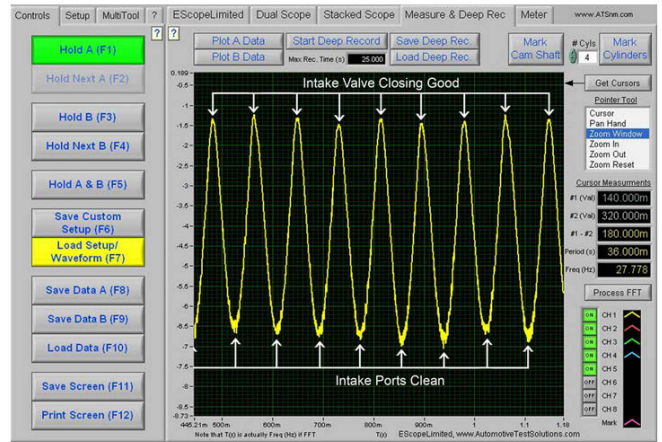 Controls Setup MultiTool ? EScopeLimited Dual Scope Stacked Scope Measure & Deep Rec Meter www.ATSnm.com
? ?
Hold A (F1)
Hold Next A (F2)
Hold B (F3)
Hold Next B (F4)
Hold A & B (F5)
Save Custom
Setup (F6)
Load Setup/
Waveform (F7)
Save Data A (F8)
Save Data B (F9)
Load Data (F10)
Save Screen (F11)
Print Screen (F12)
Plot A Data Start Deep Record Save Deep Rec.
Plot B Data Max Rec. Time (s) 25.000 Load Deep Rec.
Mark
Cam Shaft
# Cyls
4
Mark
Cylinders
0.189
-0.5
-1
-1.5
-2
-2.5
-3
-3.5
-4
-4.5
-5
-5.5
-6
-6.5
-7
-7.5
-8
-8.5
-8.73
Intake Valve Closing Good
Intake Ports Clean
445.21m 500m 600m 700m 800m 900m 1 1.1 1.18
Note that T(s) is actually Freq (Hz) if FFT T(s) EScopeLimited, www.AutomotiveTestSolutions.com
Get Cursors
Pointer Tool
Cursor
Pan Hand
Zoom Window
Zoom In
Zoom Out
Zoom Reset
Cursor Measurments
#1 (Val) 140.000m
#2 (Val) 320.000m
#1 - #2 180.000m
Period (s) 36.000m
Freq (Hz) 27.778
Process FFT
ON CH 1
ON CH 2
ON CH 3
ON CH 4
ON CH 5
OFF CH 6
OFF CH 7
OFF CH 8
Mark